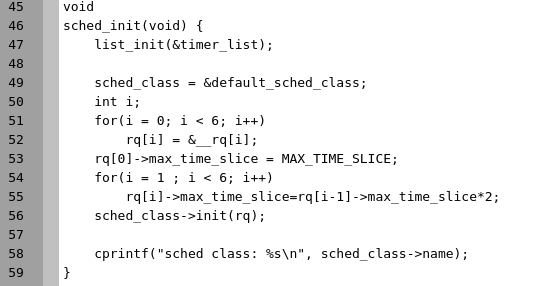 45 void
46 sched_init(void) {
47     list_init(&timer_list);
48
49     sched_class = &default_sched_class;
50     int i;
51     for(i = 0; i < 6; i++)
52         rq[i] = &__rq[i];
53     rq[0]->max_time_slice = MAX_TIME_SLICE;
54     for(i = 1 ; i < 6; i++)
55         rq[i]->max_time_slice=rq[i-1]->max_time_slice*2;
56     sched_class->init(rq);
57
58     cprintf("sched class: %s\n", sched_class->name);
59 }